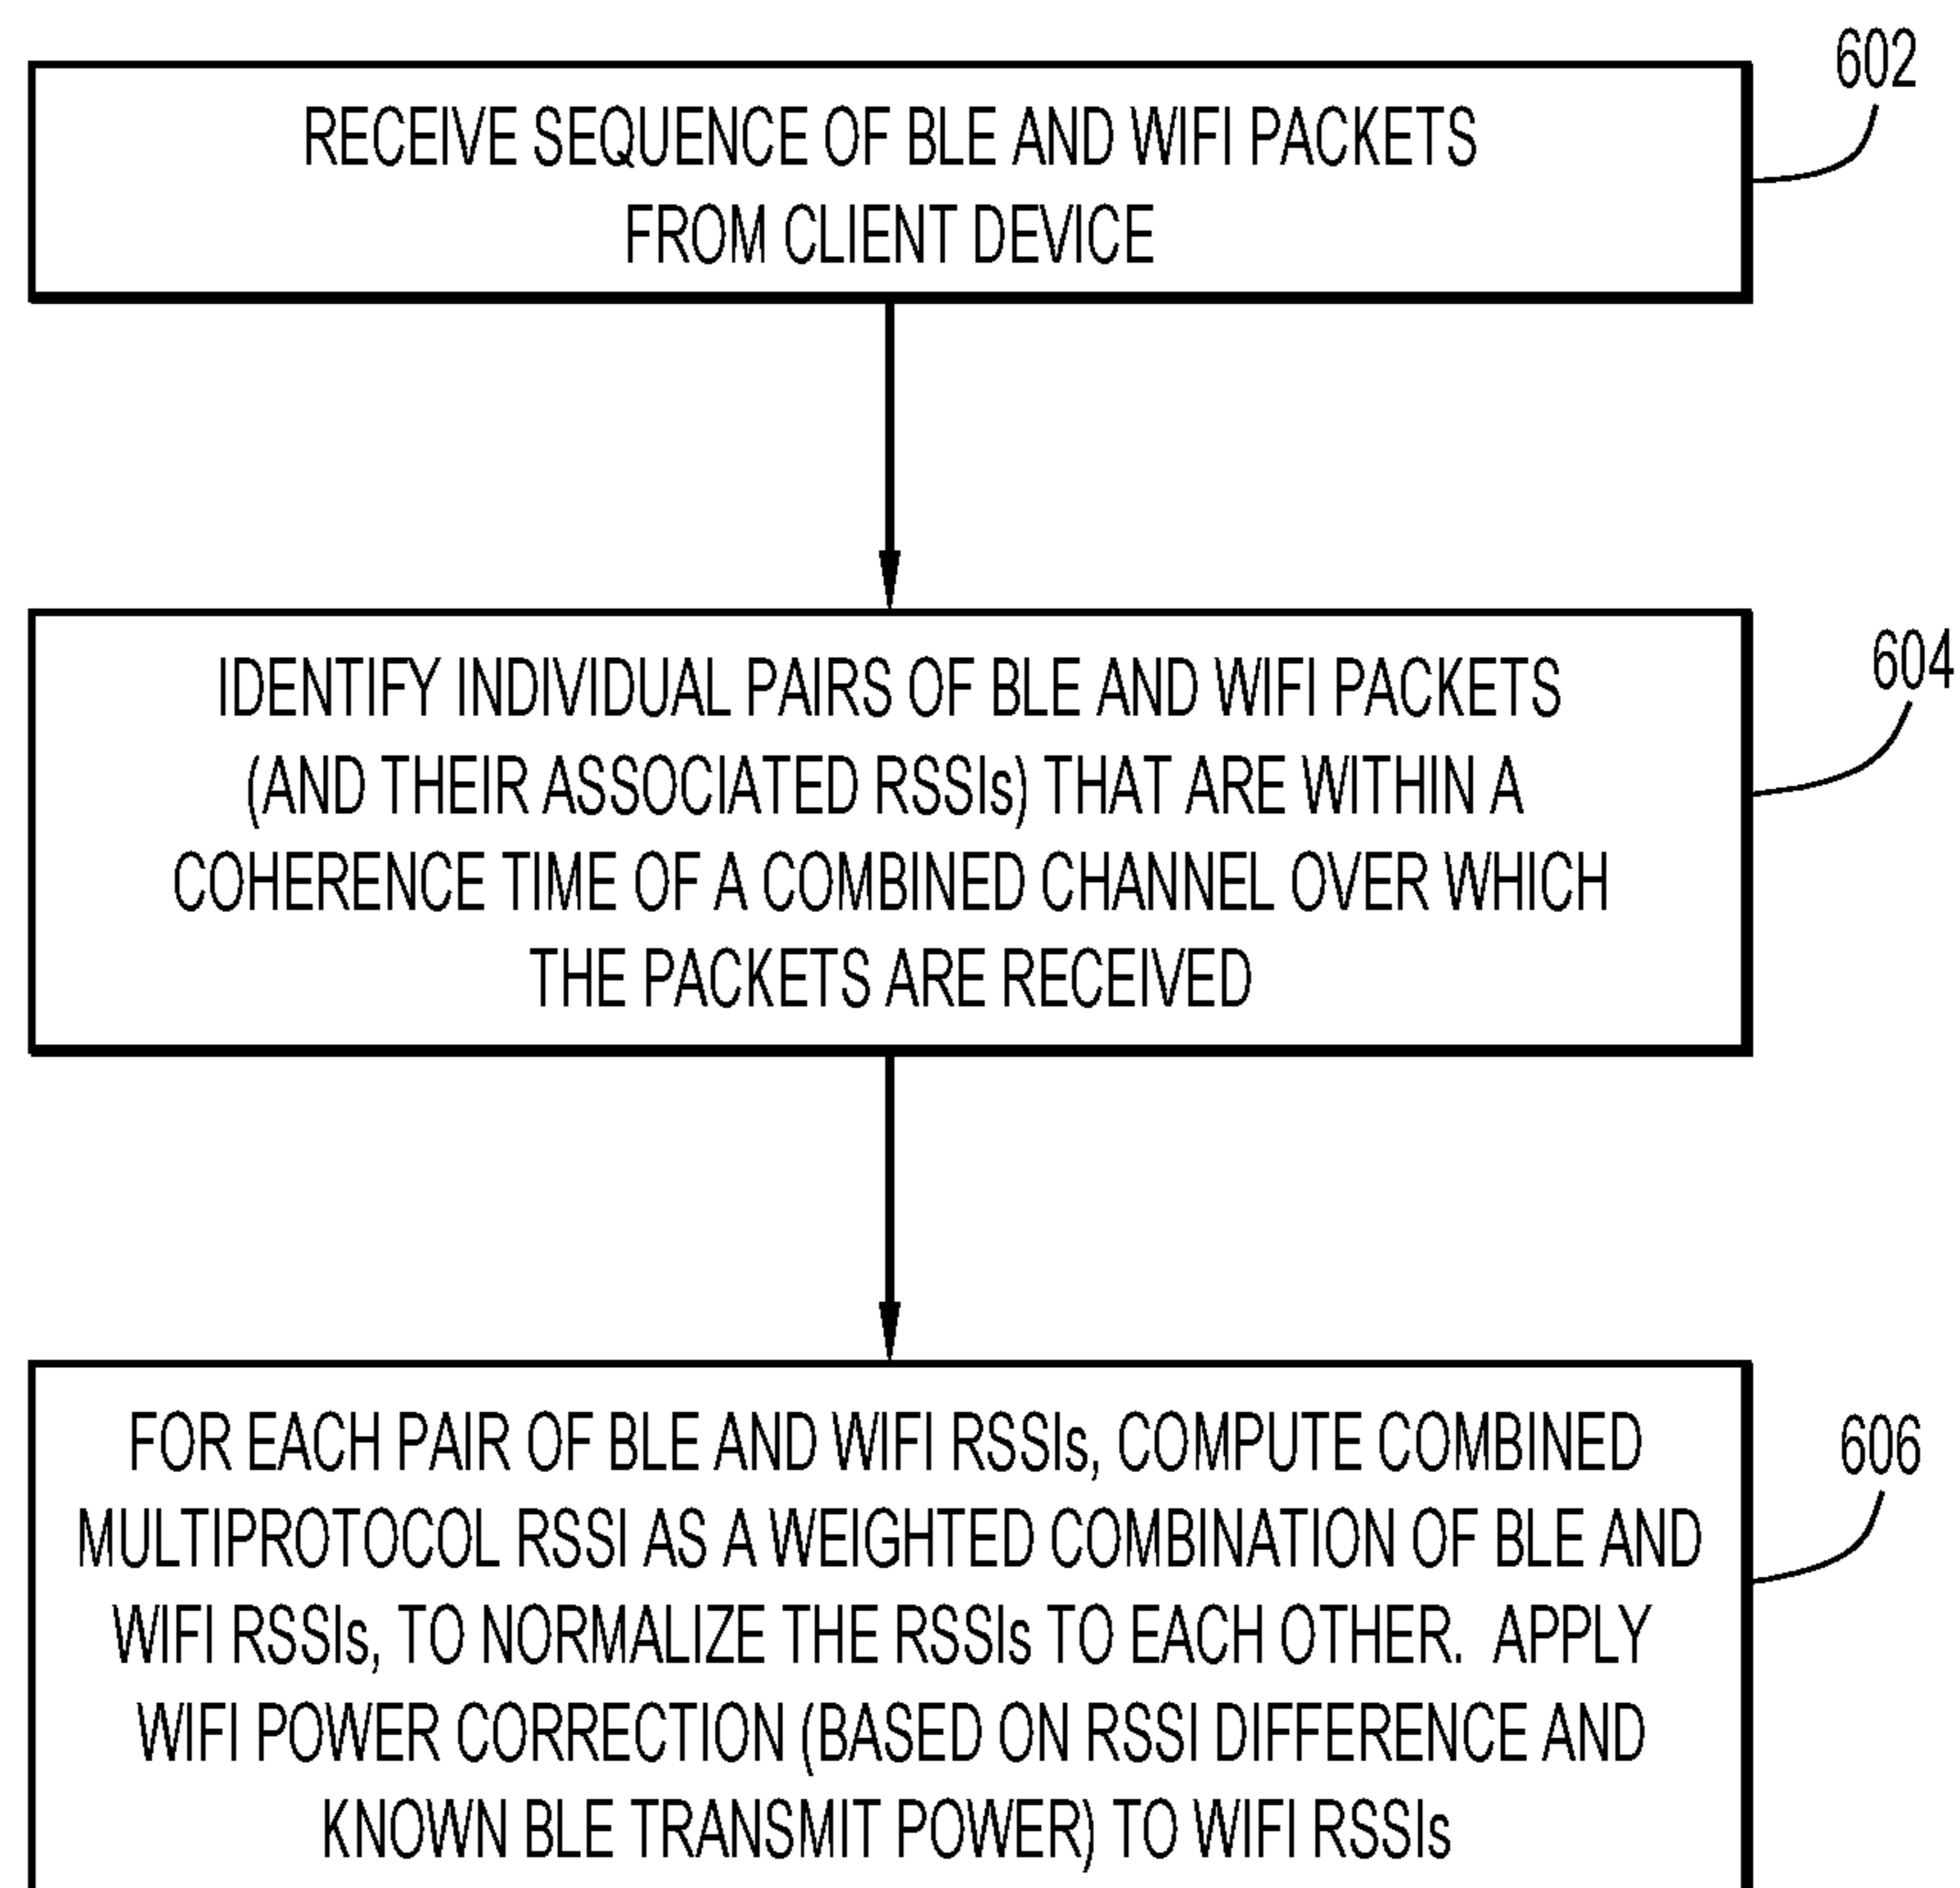 602
RECEIVE SEQUENCE OF BLE AND WIFI PACKETS
FROM CLIENT DEVICE
604
IDENTIFY INDIVIDUAL PAIRS OF BLE AND WIFI PACKETS
(AND THEIR ASSOCIATED RSSIs) THAT ARE WITHIN A
COHERENCE TIME OF A COMBINED CHANNEL OVER WHICH
THE PACKETS ARE RECEIVED
606
FOR EACH PAIR OF BLE AND WIFI RSSIs, COMPUTE COMBINED
MULTIPROTOCOL RSSI AS A WEIGHTED COMBINATION OF BLE AND
WIFI RSSIs, TO NORMALIZE THE RSSIs TO EACH OTHER. APPLY
WIFI POWER CORRECTION (BASED ON RSSI DIFFERENCE AND
KNOWN BLE TRANSMIT POWER) TO WIFI RSSIs